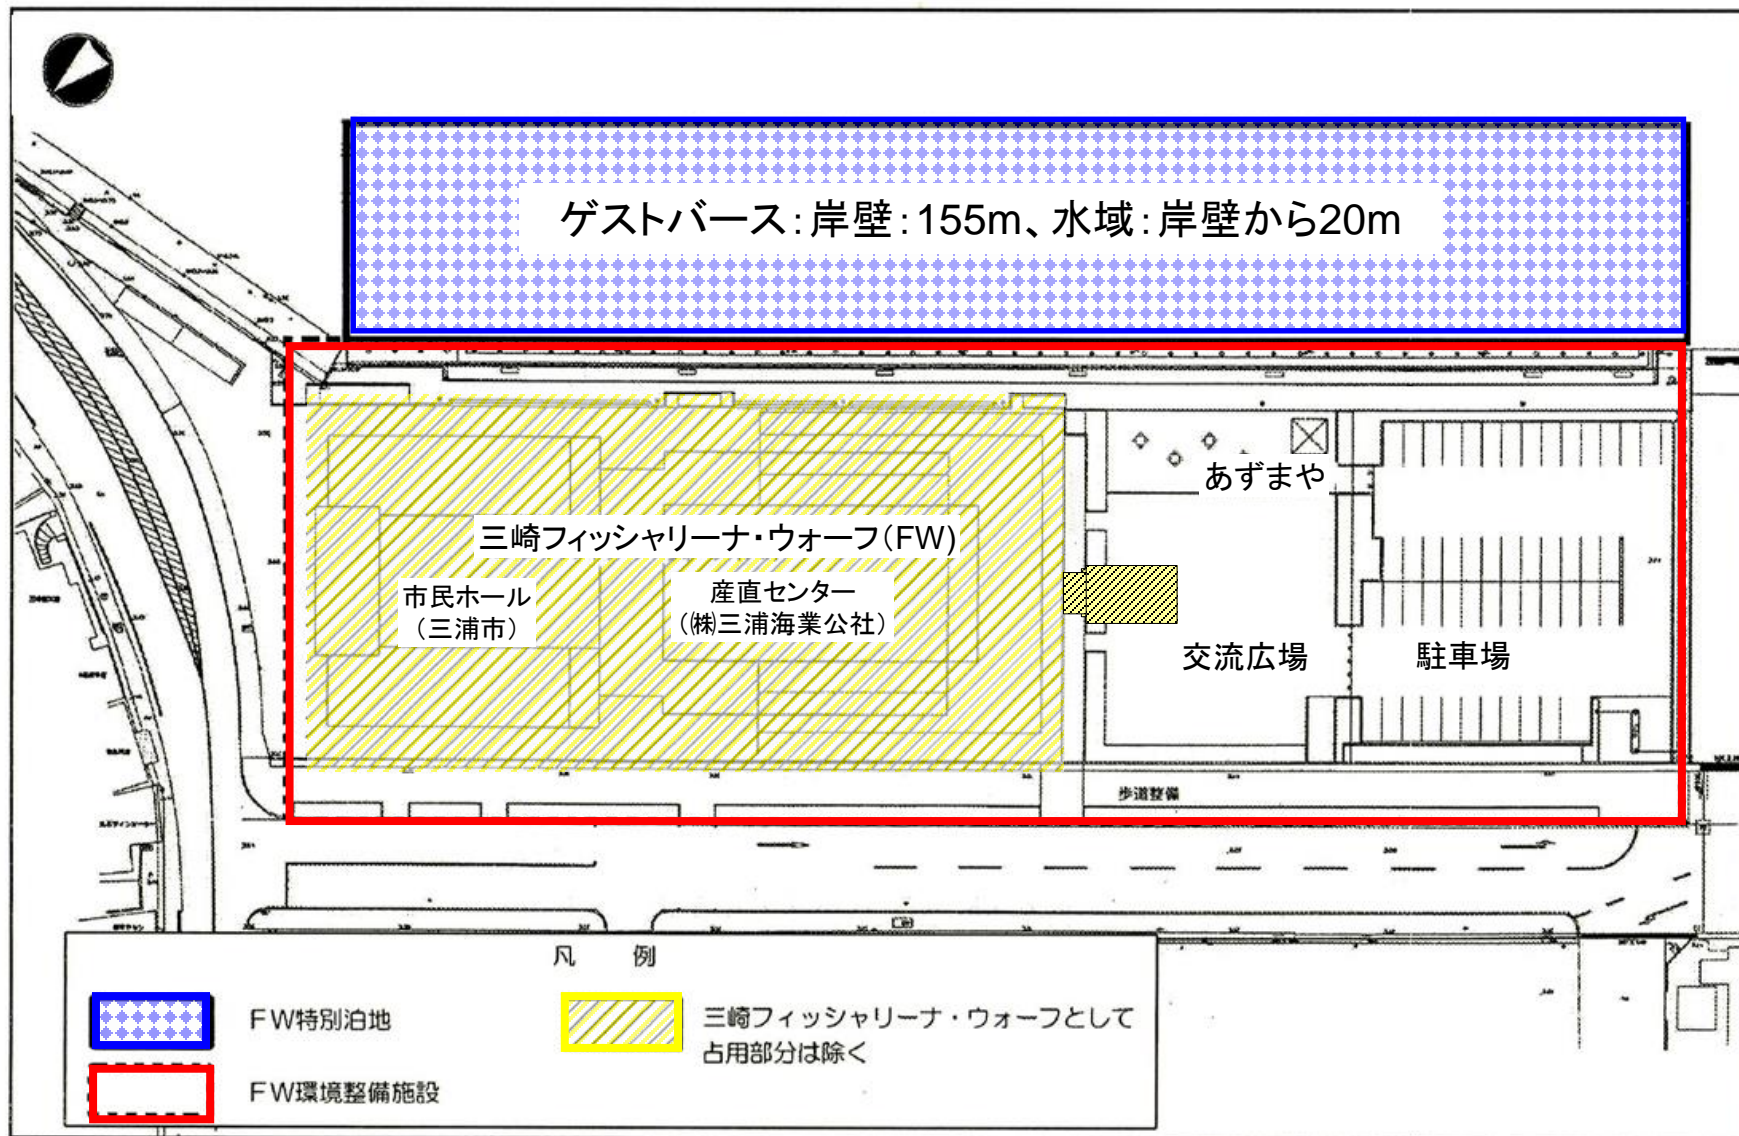 ゲストバース：岸壁：155m、水域：岸壁から20m
あずまや
三崎フィッシャリーナ・ウォーフ（FW)
市民ホール
（三浦市）
産直センター
（㈱三浦海業公社）
交流広場
駐車場
歩道整備
凡　例
FW特別泊地
三崎フィッシャリーナ・ウォーフとして
占用部分は除く
FW環境整備施設